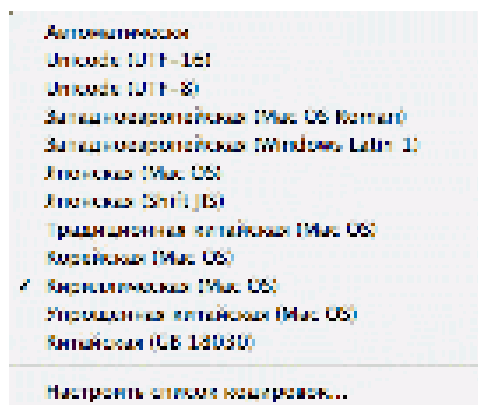 Автоматически
Unicode (UTF-16)
Unicode (UTF-8)
Западноевропейская (Mac OS Roman)
Западноевропейская (Windows Latin 1)
Японская (Mac OS)
Японская (Shift JIS)
Традиционная китайская (Mac OS)
Корейская (Mac OS)
✓ Кириллическая (Mac OS)
Упрощенная китайская (Mac OS)
Китайская (GB 18030)
Настроить список кодировок...